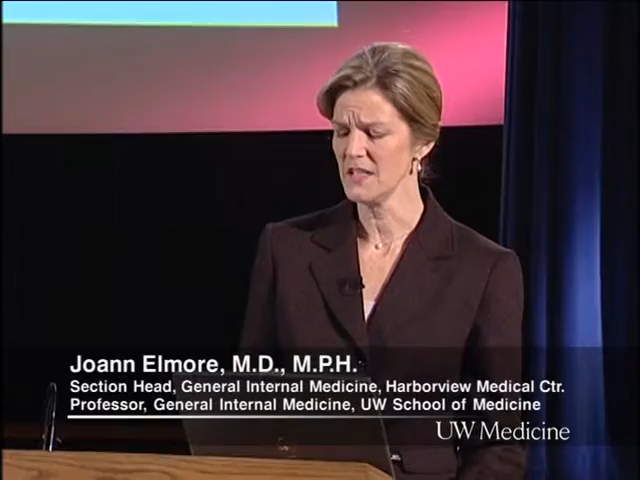 Joann Elmore, M.D., M.P.H.
Section Head, General Internal Medicine, Harborview Medical Ctr.
Professor, General Internal Medicine, UW School of Medicine
UW Medicine